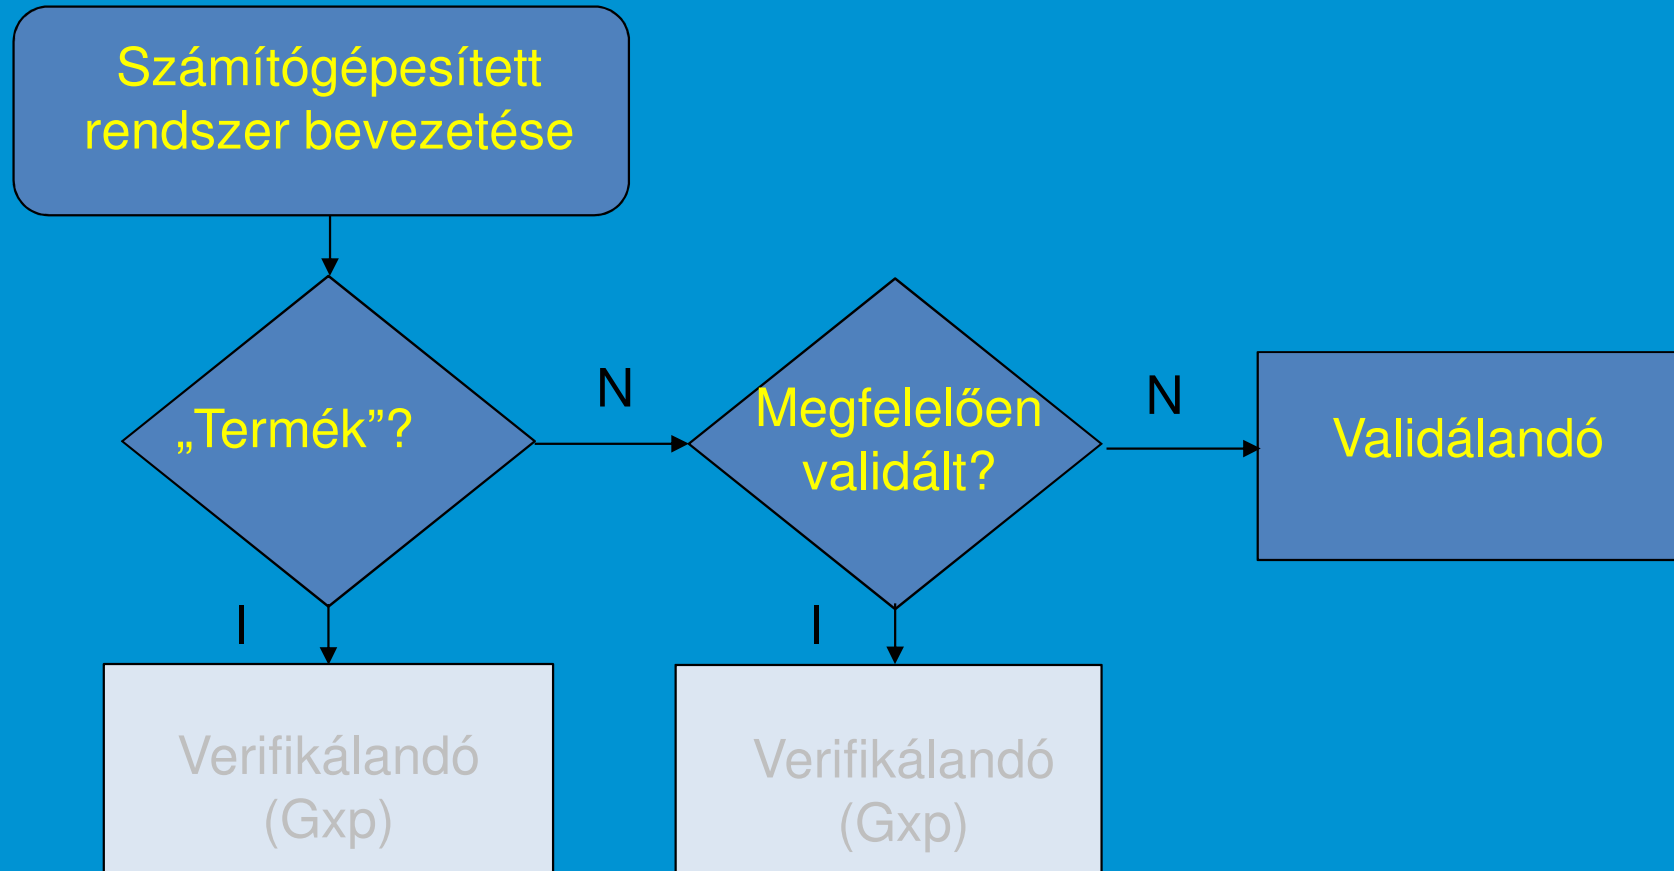 Számítógépesített
rendszer bevezetése
„Termék”?
N
Megfelelően
validált?
N
Validálandó
I
I
Verifikálandó
(Gxp)
Verifikálandó
(Gxp)